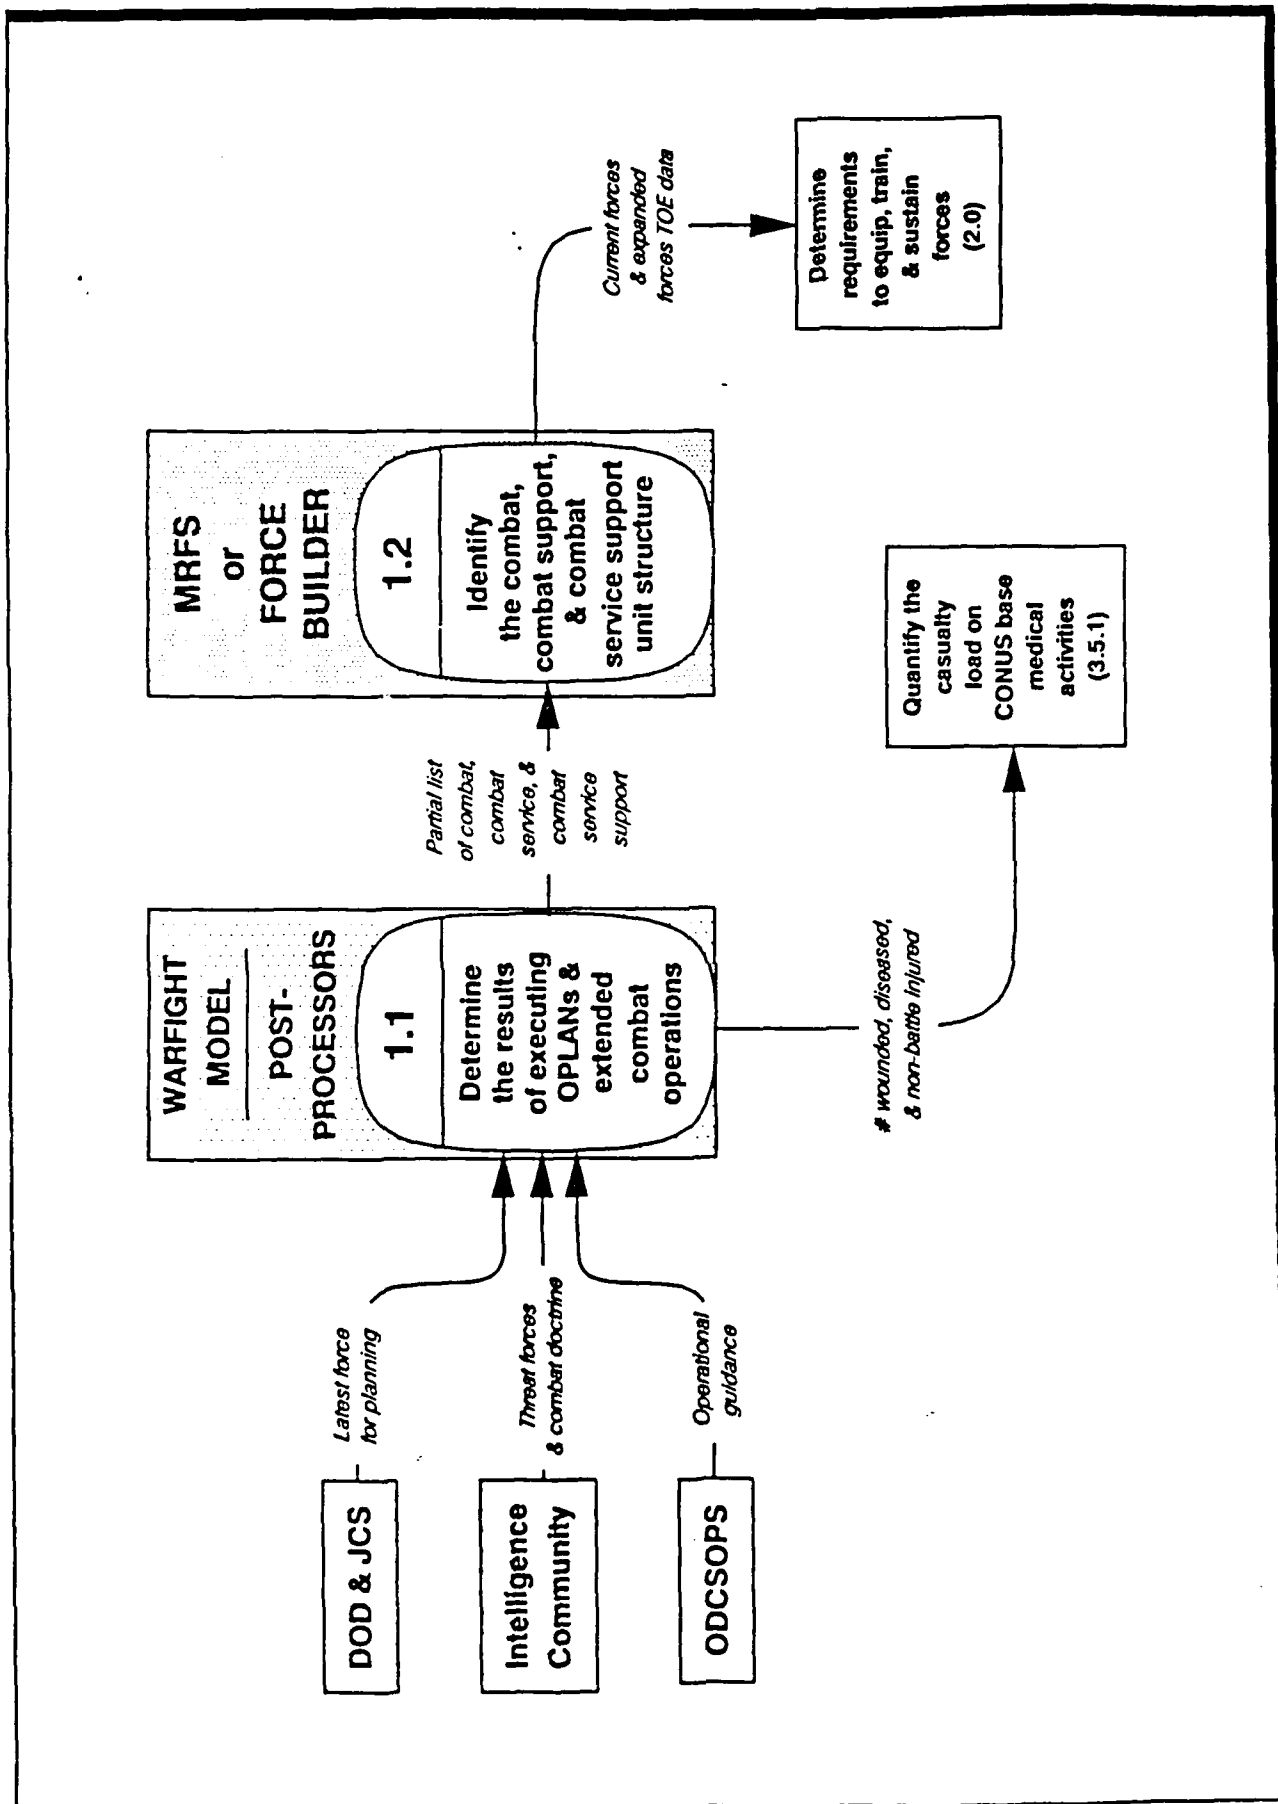 DOD & JCS
Latest force
for planning
Intelligence
Community
Threat forces
& combat doctrine
ODCSOPS
Operational
guidance
WARFIGHT
MODEL
POST-
PROCESSORS
1.1
Determine
the results
of executing
OPLANs &
extended
combat
operations
# wounded, diseased,
& non-battle injured
Partial list
of combat,
combat
service, &
combat
service
support
MRFS
or
FORCE
BUILDER
1.2
Identify
the combat,
combat support,
& combat
service support
unit structure
Quantify the
casualty
load on
CONUS base
medical
activities
(3.5.1)
Current forces
& expanded
forces TOE data
Determine
requirements
to equip, train,
& sustain
forces
(2.0)